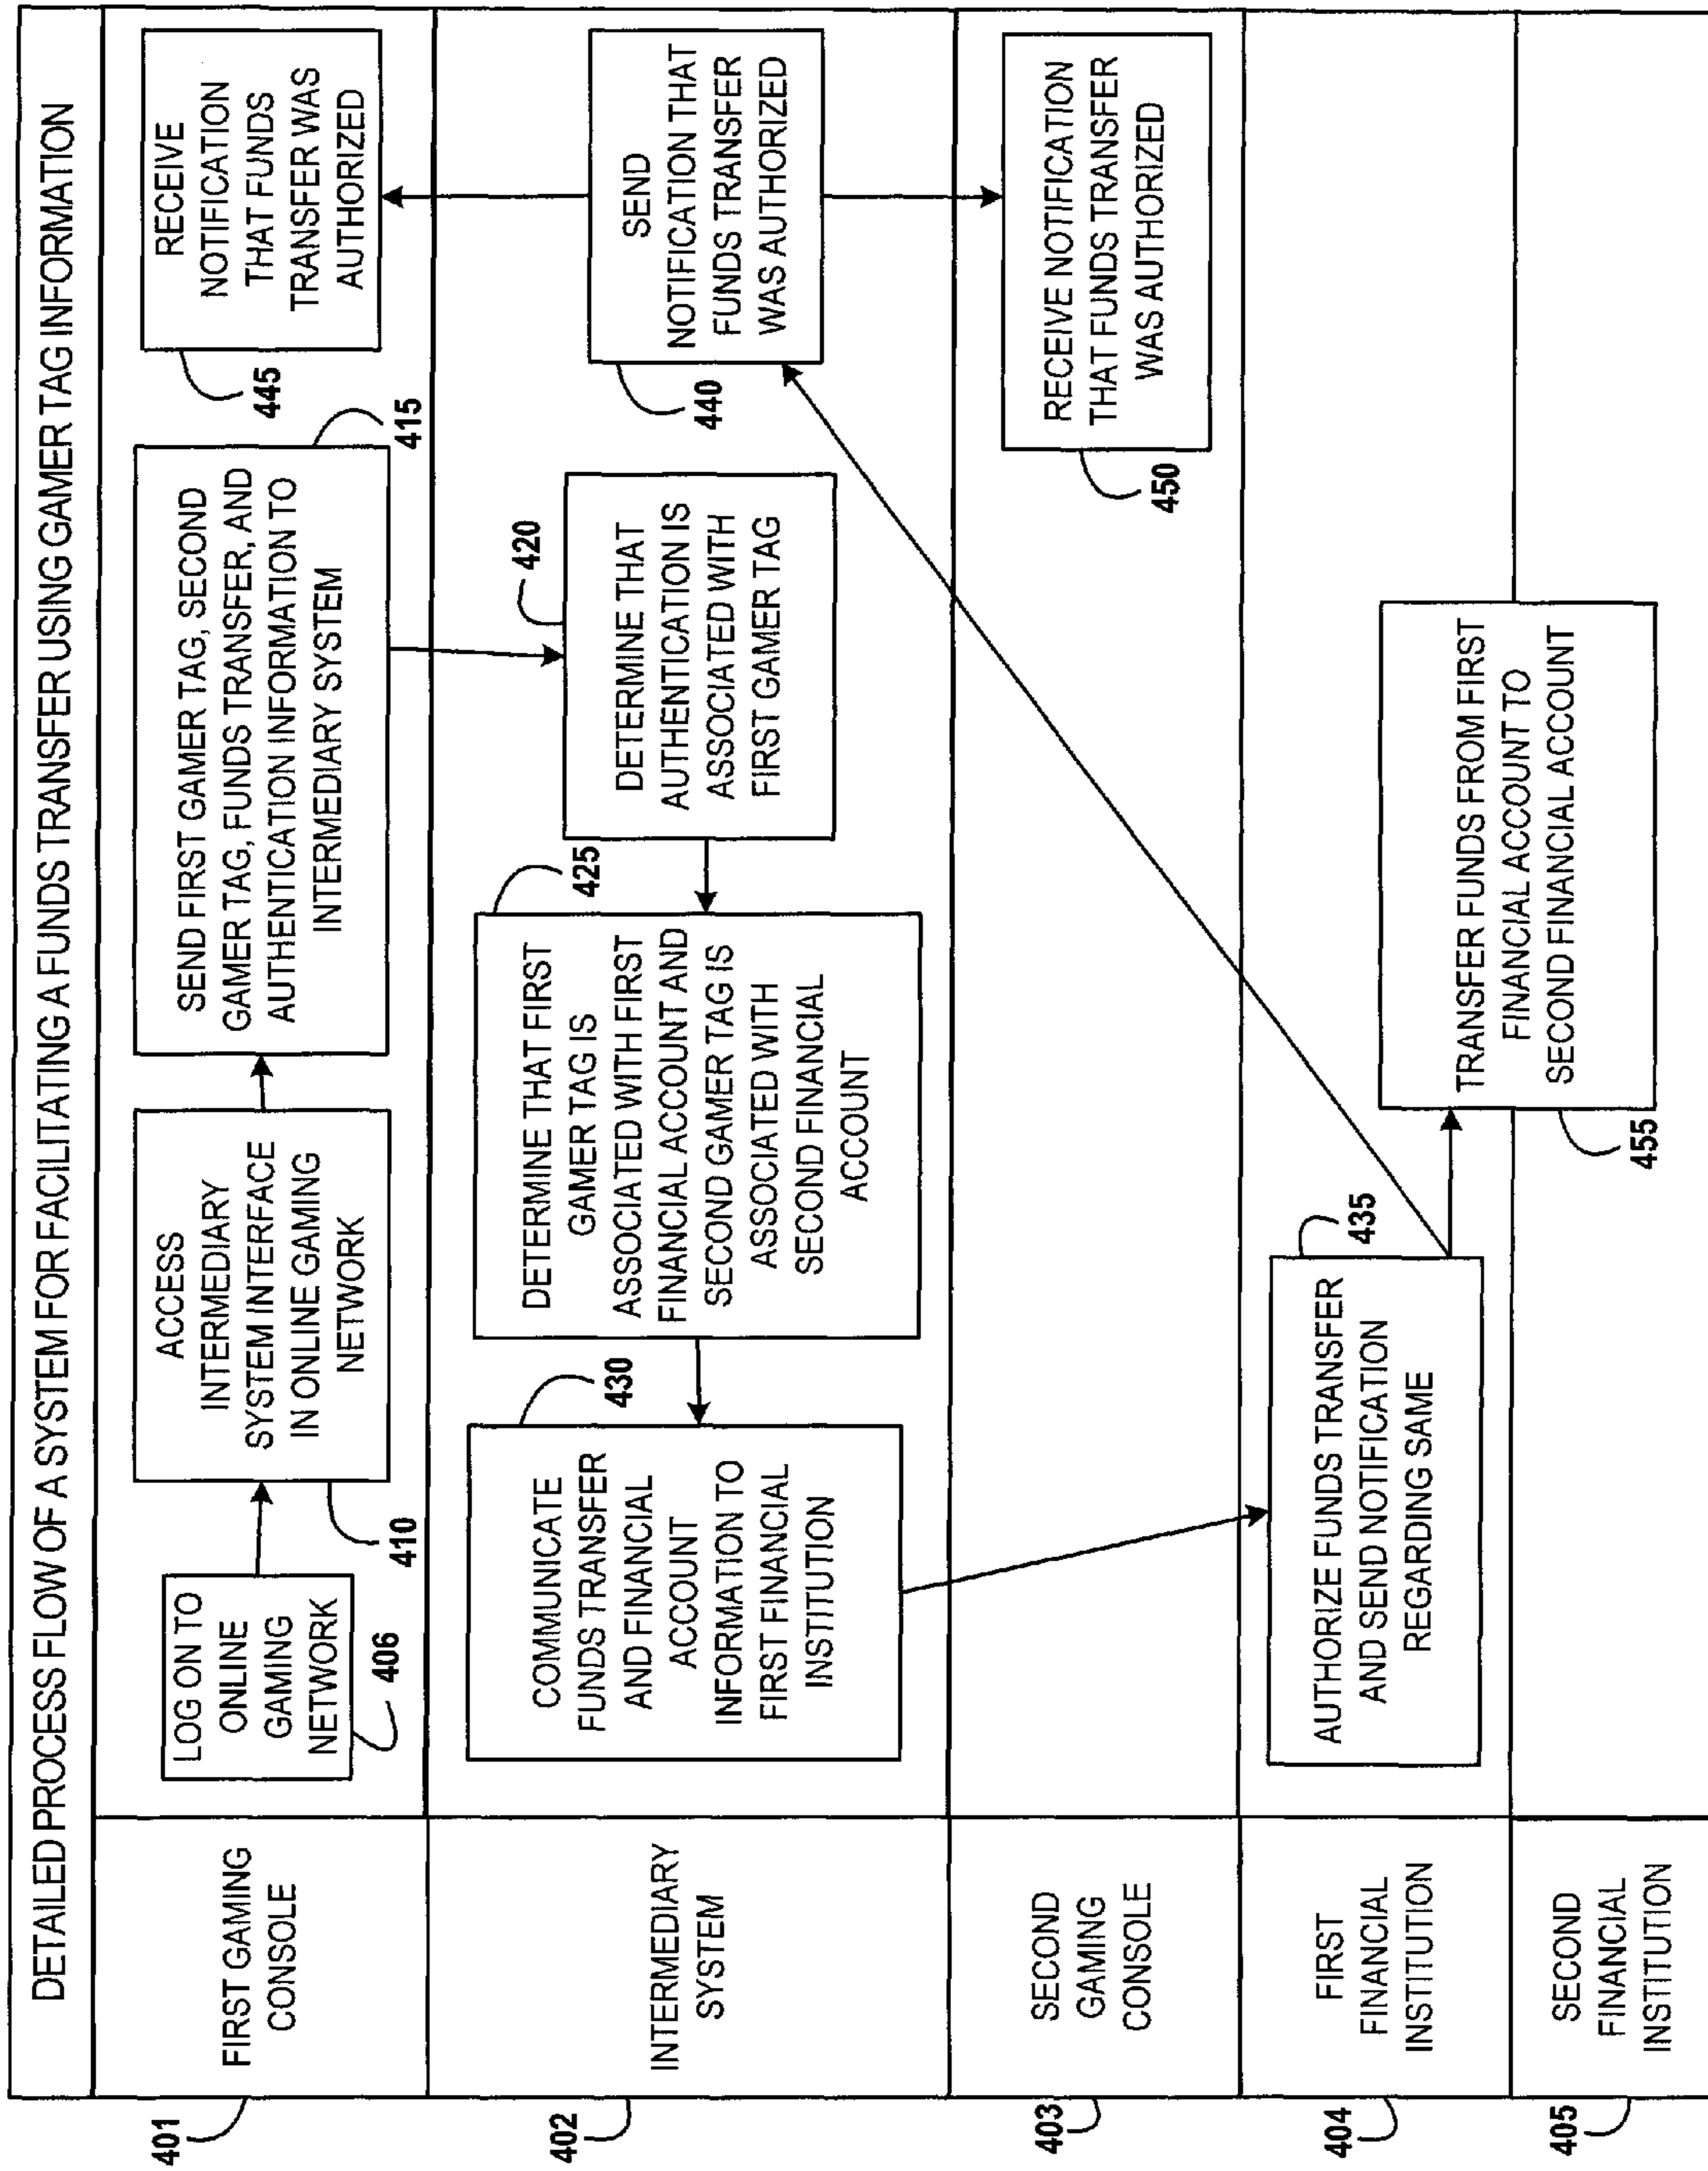 DETAILED PROCESS FLOW OF A SYSTEM FOR FACILITATING A FUNDS TRANSFER USING GAMER TAG INFORMATION
401
FIRST GAMING
CONSOLE
LOG ON TO
ONLINE
GAMING
NETWORK
406
ACCESS
INTERMEDIARY
SYSTEM INTERFACE
IN ONLINE GAMING
NETWORK
410
SEND FIRST GAMER TAG, SECOND
GAMER TAG, FUNDS TRANSFER, AND
AUTHENTICATION INFORMATION TO
INTERMEDIARY SYSTEM
415
RECEIVE
NOTIFICATION
THAT FUNDS
TRANSFER WAS
AUTHORIZED
445
402
INTERMEDIARY
SYSTEM
COMMUNICATE
FUNDS TRANSFER
AND FINANCIAL
ACCOUNT
INFORMATION TO
FIRST FINANCIAL
INSTITUTION
430
DETERMINE THAT FIRST
GAMER TAG IS
ASSOCIATED WITH FIRST
FINANCIAL ACCOUNT AND
SECOND GAMER TAG IS
ASSOCIATED WITH
SECOND FINANCIAL
ACCOUNT
425
DETERMINE THAT
AUTHENTICATION IS
ASSOCIATED WITH
FIRST GAMER TAG
420
SEND
NOTIFICATION THAT
FUNDS TRANSFER
WAS AUTHORIZED
440
403
SECOND
GAMING
CONSOLE
RECEIVE NOTIFICATION
THAT FUNDS TRANSFER
WAS AUTHORIZED
450
404
FIRST
FINANCIAL
INSTITUTION
AUTHORIZE FUNDS TRANSFER
AND SEND NOTIFICATION
REGARDING SAME
435
TRANSFER FUNDS FROM FIRST
FINANCIAL ACCOUNT TO
SECOND FINANCIAL ACCOUNT
455
405
SECOND
FINANCIAL
INSTITUTION